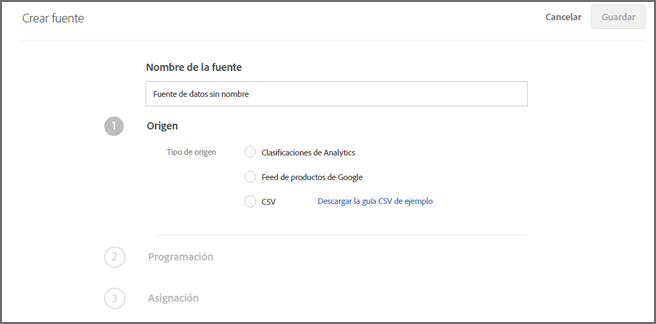 Crear fuente
Cancelar
Guardar
Nombre de la fuente
Fuente de datos sin nombre
1
Origen
Tipo de origen
Clasificaciones de Analytics
Feed de productos de Google
CSV
Descargar la guía CSV de ejemplo
2
Programación
3
Asignación